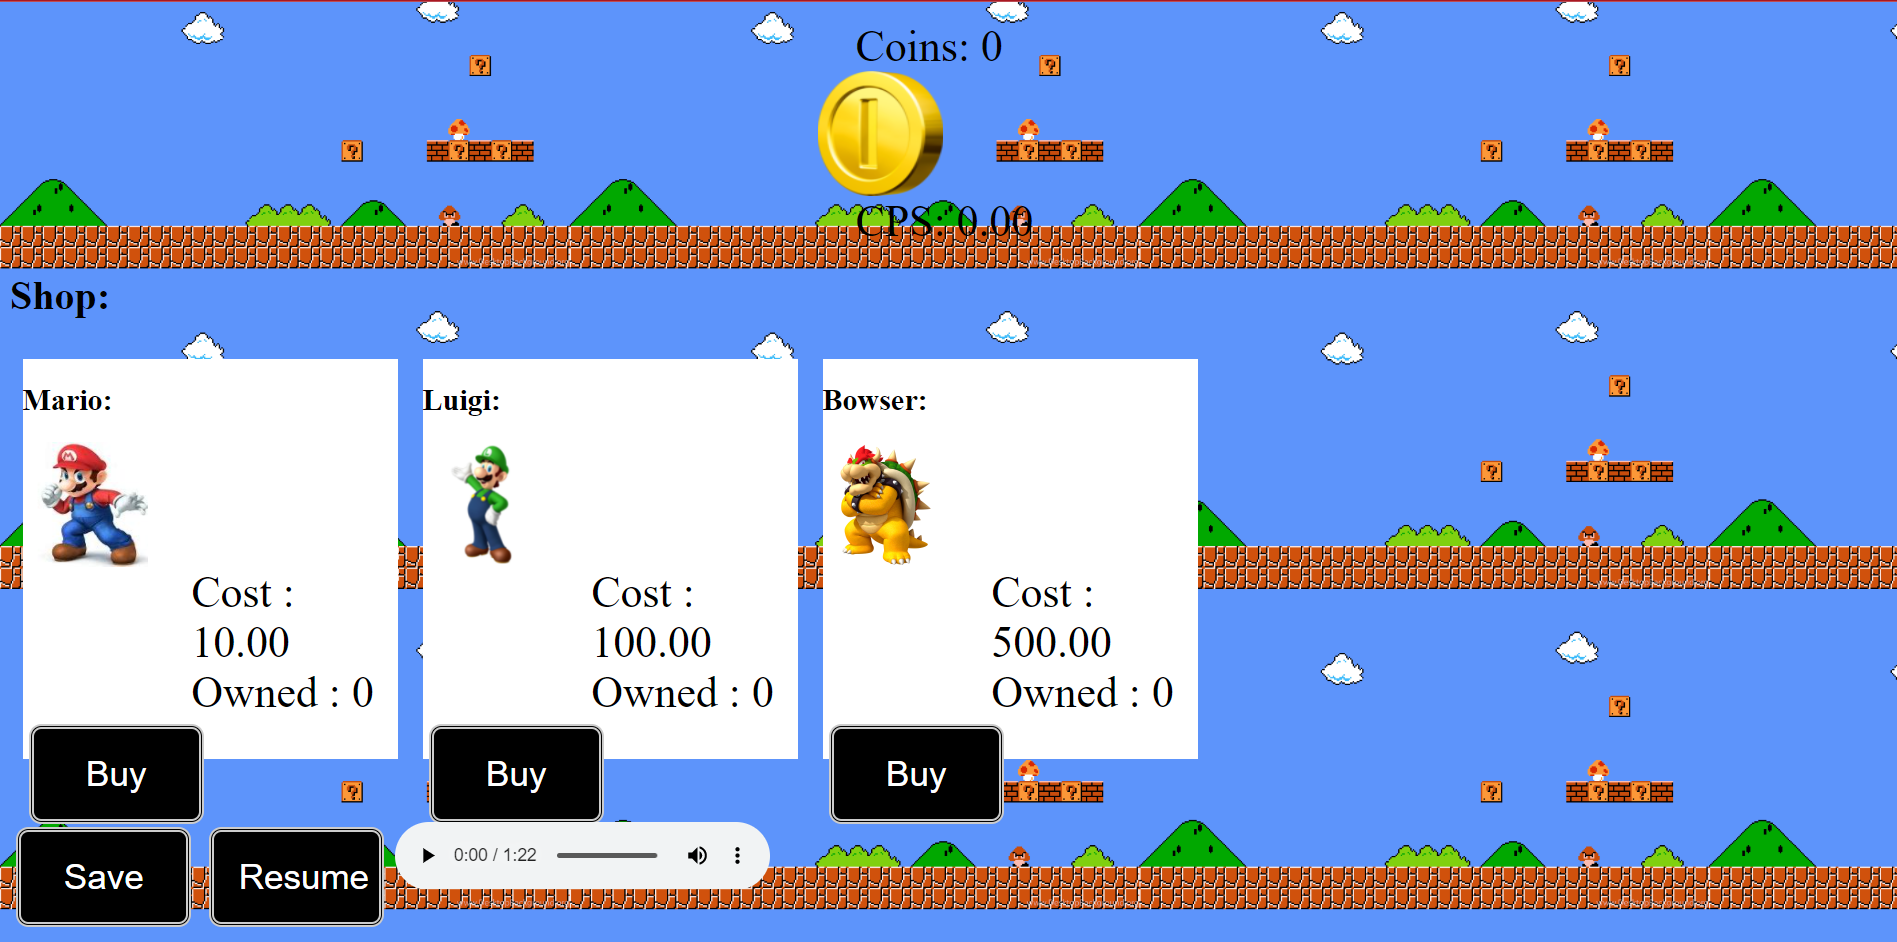 Coins: 0
CPS: 0.00
Shop:
Mario:
Cost :
10.00
Owned : 0
Buy
Luigi:
Cost :
100.00
Owned : 0
Buy
Bowser:
Cost :
500.00
Owned : 0
Buy
Save
Resume
0:00 / 1:22